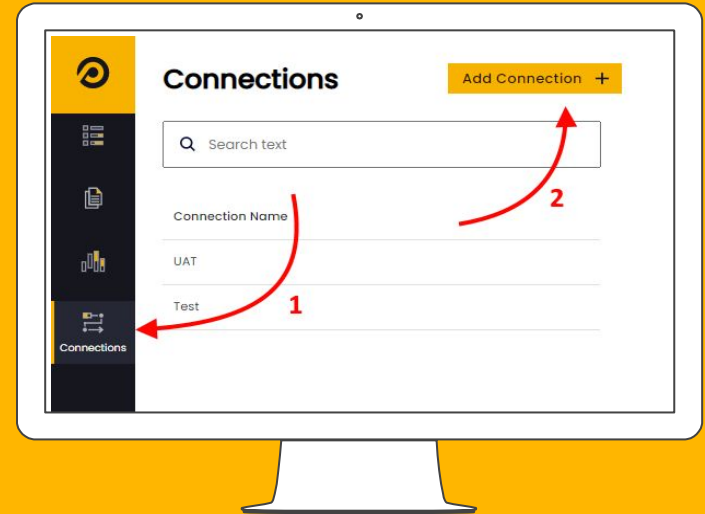 Connections
Add Connection +
Search text
2
Connection Name
UAT
Test
1
Connections